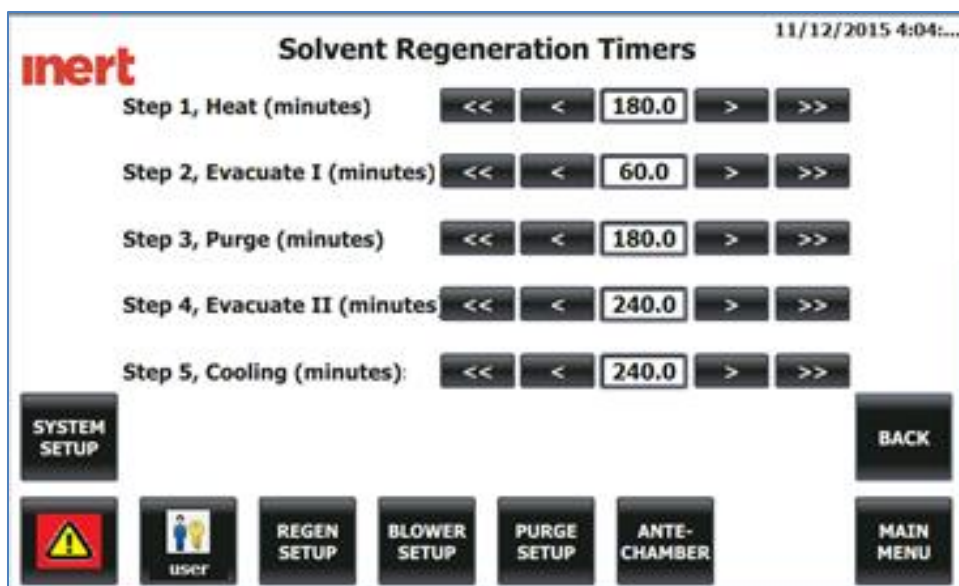 11/12/2015 4:04:...
ınert
Solvent Regeneration Timers
Step 1, Heat (minutes) << < 180.0 > >>
Step 2, Evacuate I (minutes) << < 60.0 > >>
Step 3, Purge (minutes) << < 180.0 > >>
Step 4, Evacuate II (minutes << < 240.0 > >>
Step 5, Cooling (minutes): << < 240.0 > >>
SYSTEM
SETUP
BACK
user
REGEN
SETUP
BLOWER
SETUP
PURGE
SETUP
ANTE-
CHAMBER
MAIN
MENU